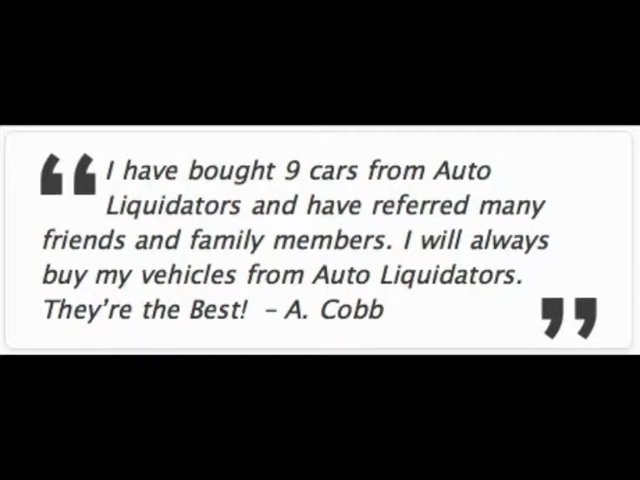 “ I have bought 9 cars from Auto
Liquidators and have referred many
friends and family members. I will always
buy my vehicles from Auto Liquidators.
They're the Best!  – A. Cobb ”